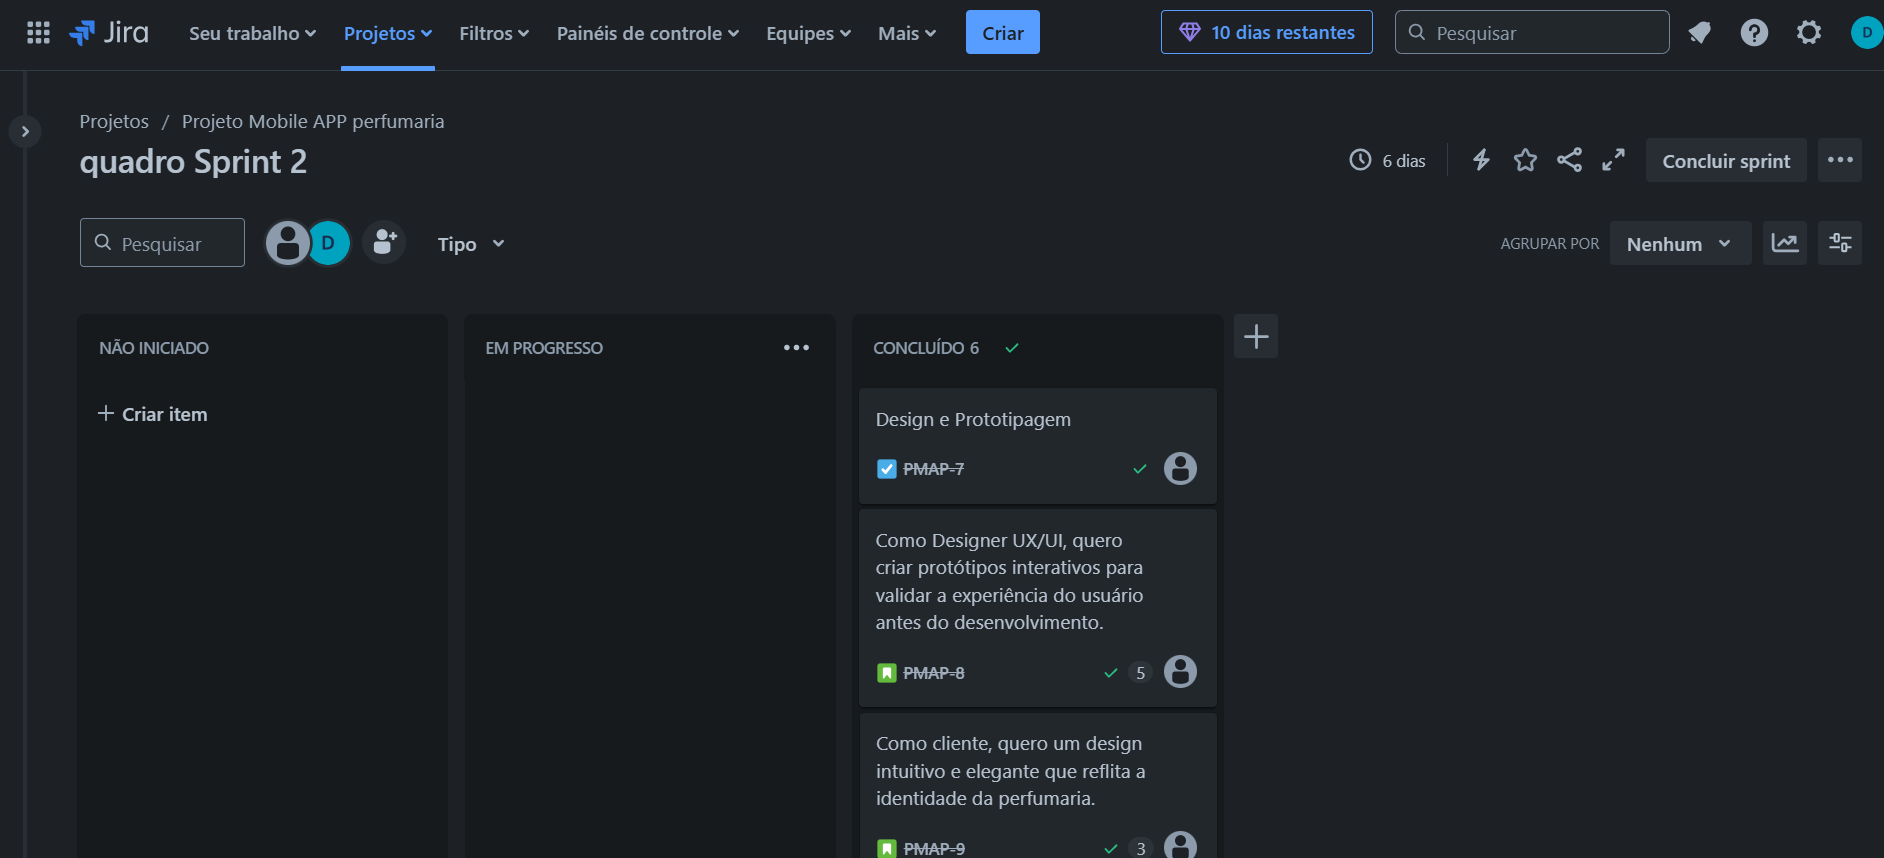 Jira
Seu trabalho
Projetos
Filtros
Painéis de controle
Equipes
Mais
Criar
10 dias restantes
Pesquisar
D
Projetos / Projeto Mobile APP perfumaria
quadro Sprint 2
6 dias
Concluir sprint
Pesquisar
D
Tipo
AGRUPAR POR
Nenhum
NÃO INICIADO
EM PROGRESSO
CONCLUÍDO 6
Criar item
Design e Prototipagem
PMAP-7
Como Designer UX/UI, quero
criar protótipos interativos para
validar a experiência do usuário
antes do desenvolvimento.
PMAP-8
5
Como cliente, quero um design
intuitivo e elegante que reflita a
identidade da perfumaria.
PMAP-9
3